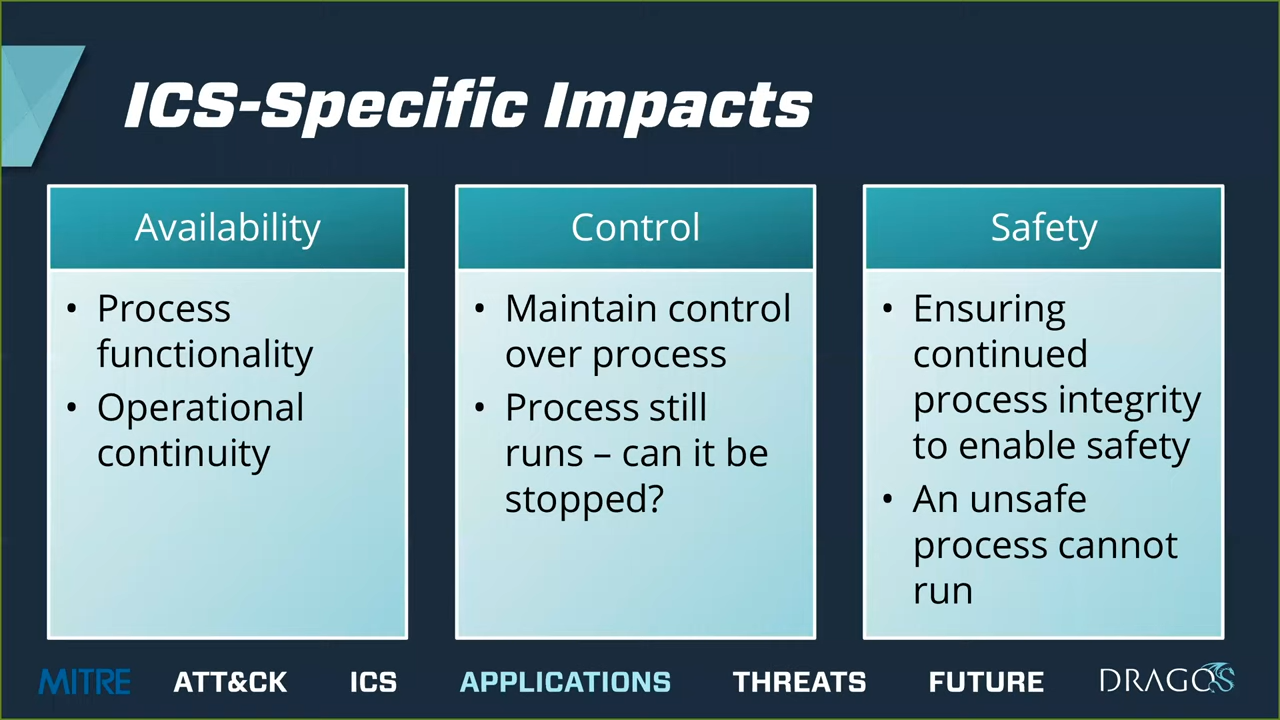 ICS-Specific Impacts
Availability
• Process
functionality
• Operational
continuity
Control
• Maintain control
over process
• Process still
runs – can it be
stopped?
Safety
• Ensuring
continued
process integrity
to enable safety
• An unsafe
process cannot
run
MITRE ATT&CK ICS APPLICATIONS THREATS FUTURE DRAGOS